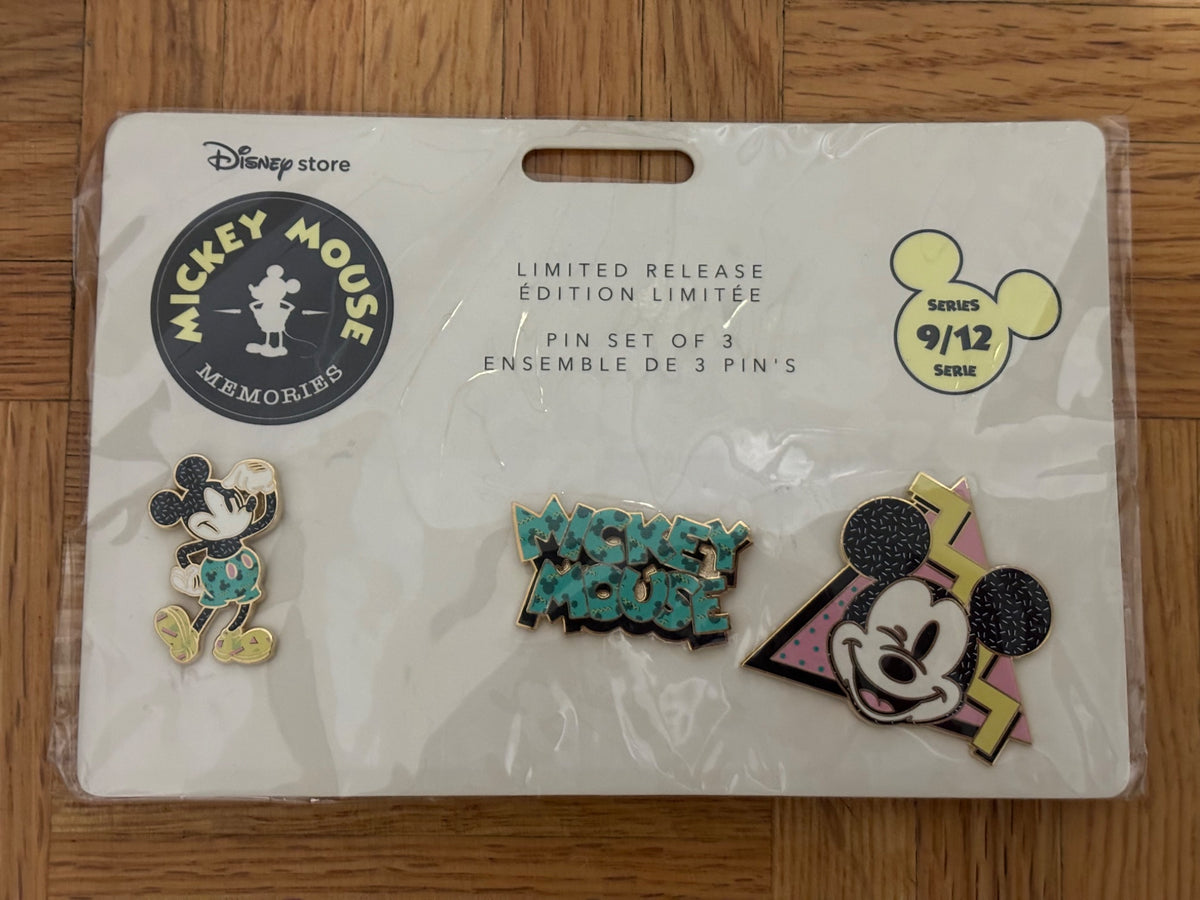 Disney store
MICKEY MOUSE
MEMORIES
LIMITED RELEASE
ÉDITION LIMITÉE
PIN SET OF 3
ENSEMBLE DE 3 PIN'S
SERIES
9/12
SERIE
MICKEY
MOUSE